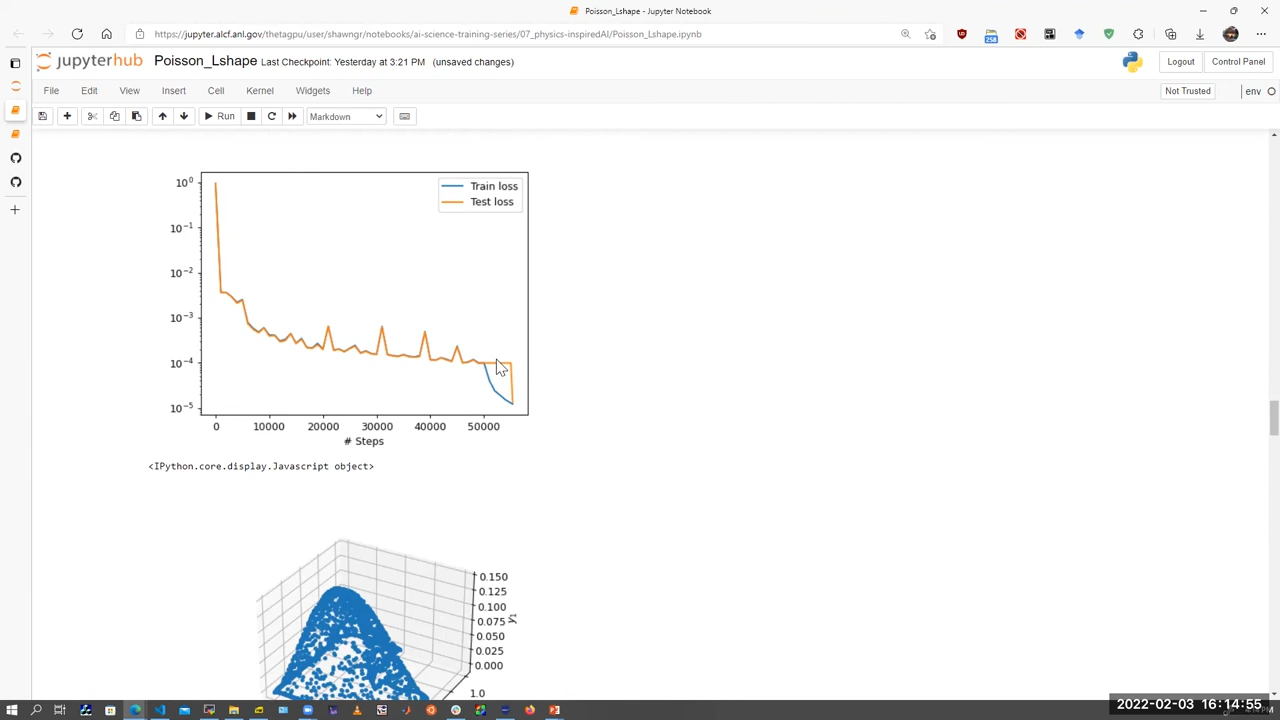 Poisson_Lshape - Jupyter Notebook
https://jupyter.alcf.anl.gov/thetagpu/user/shawngr/notebooks/ai-science-training-series/07_physics-inspiredAI/Poisson_Lshape.ipynb
258
jupyterhub Poisson_Lshape Last Checkpoint: Yesterday at 3:21 PM (unsaved changes)
Logout Control Panel
File Edit View Insert Cell Kernel Widgets Help
Not Trusted env
Run Markdown
10^0
10^-1
10^-2
10^-3
10^-4
10^-5
Train loss
Test loss
0 10000 20000 30000 40000 50000
# Steps
<IPython.core.display.Javascript object>
0.150
0.125
0.100
0.075
0.050
0.025
0.000
y1
1.0
2022-02-03 16:14:55